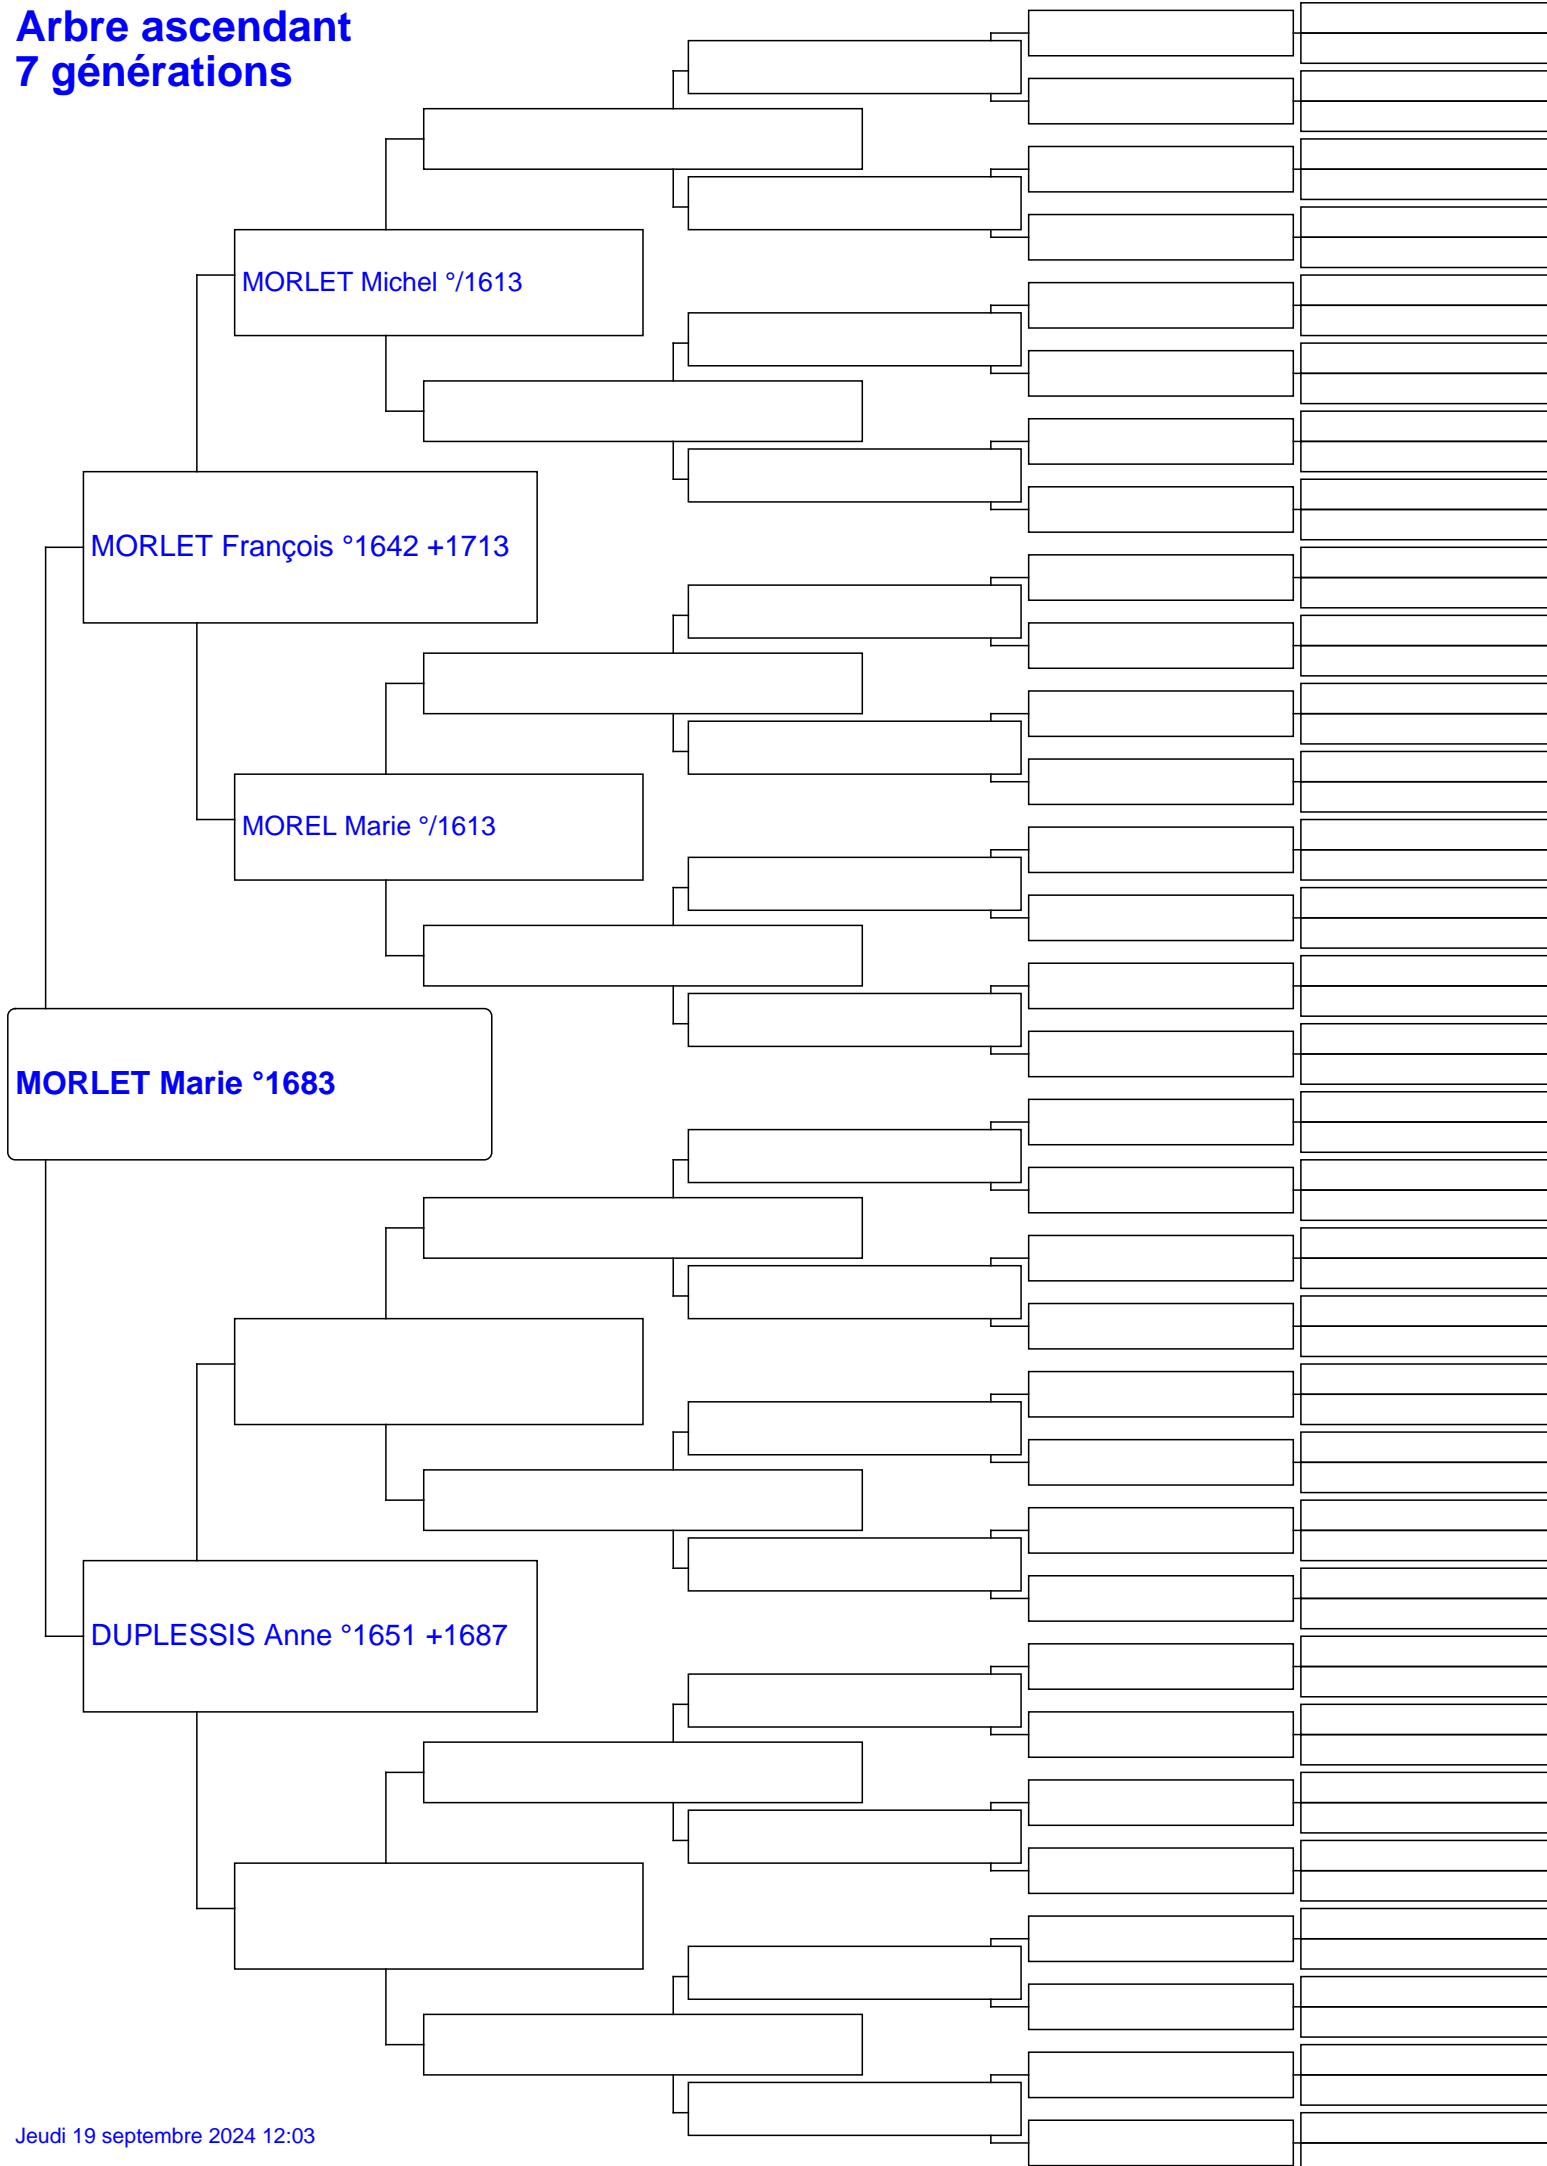 Arbre ascendant
7 générations
MORLET Michel °/1613
MORLET François °1642 +1713
MOREL Marie °/1613
MORLET Marie °1683
DUPLESSIS Anne °1651 +1687
Jeudi 19 septembre 2024 12:03